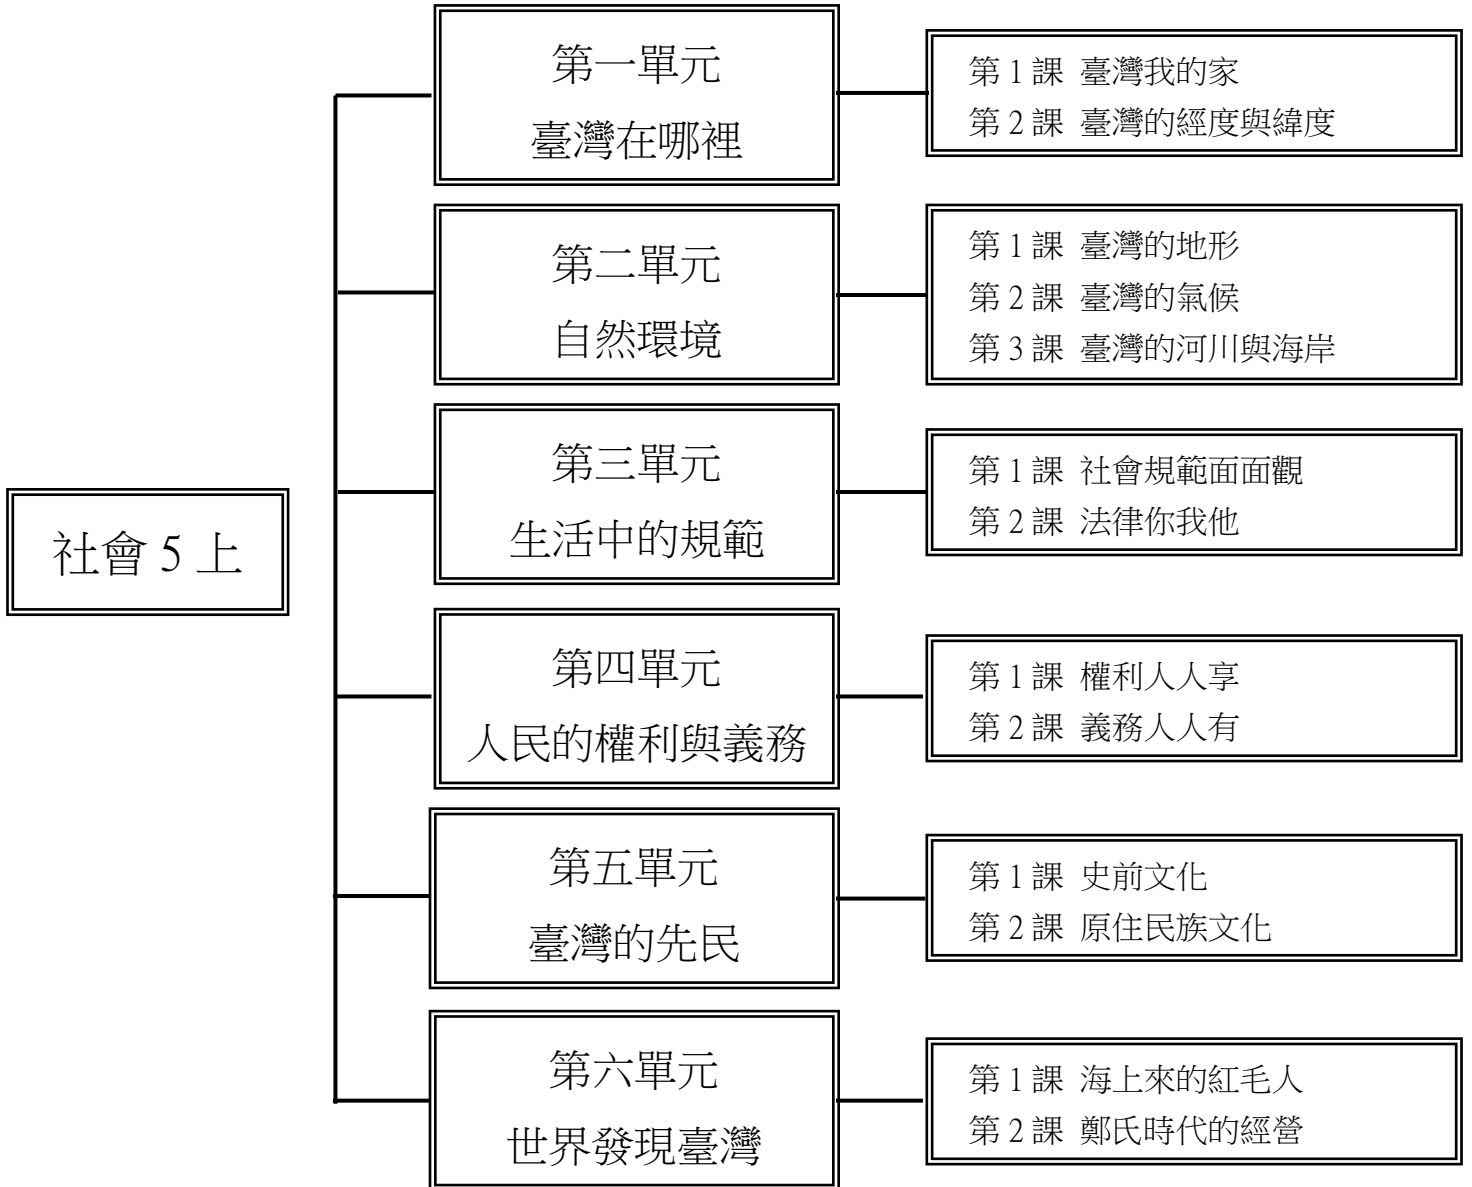 社會 5 上
第一單元
臺灣在哪裡
第 1 課 臺灣我的家
第 2 課 臺灣的經度與緯度
第二單元
自然環境
第 1 課 臺灣的地形
第 2 課 臺灣的氣候
第 3 課 臺灣的河川與海岸
第三單元
生活中的規範
第 1 課 社會規範面面觀
第 2 課 法律你我他
第四單元
人民的權利與義務
第 1 課 權利人人享
第 2 課 義務人人有
第五單元
臺灣的先民
第 1 課 史前文化
第 2 課 原住民族文化
第六單元
世界發現臺灣
第 1 課 海上來的紅毛人
第 2 課 鄭氏時代的經營